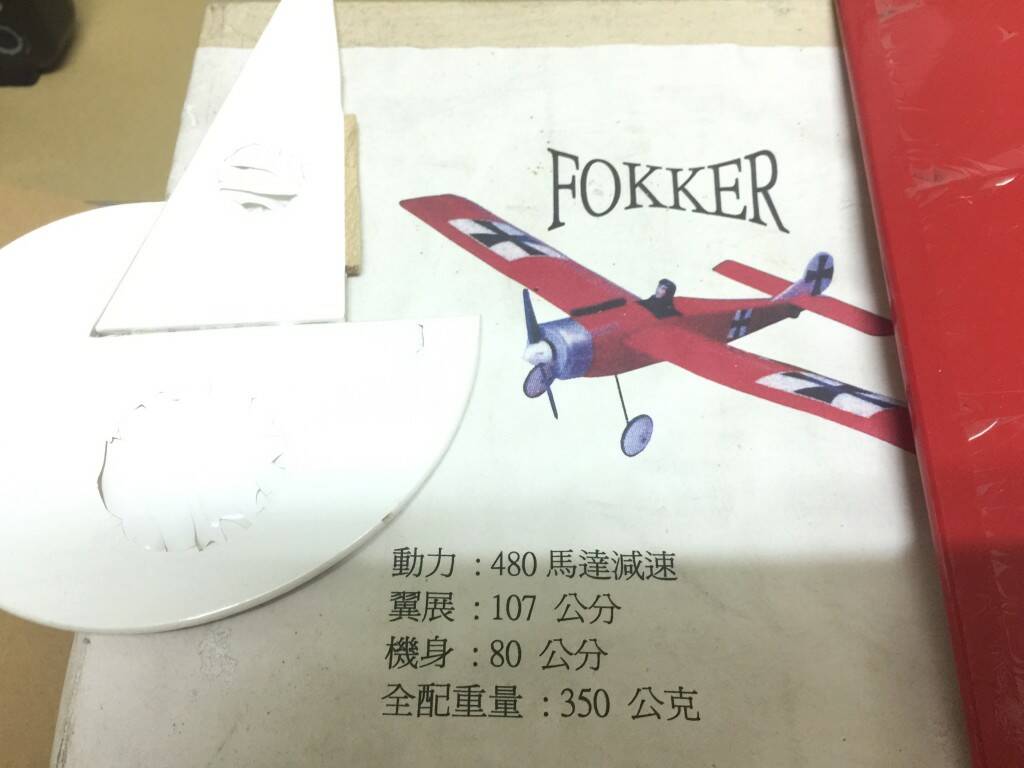 FOKKER
動力 : 480 馬達減速
翼展 : 107 公分
機身 : 80 公分
全配重量 : 350 公克